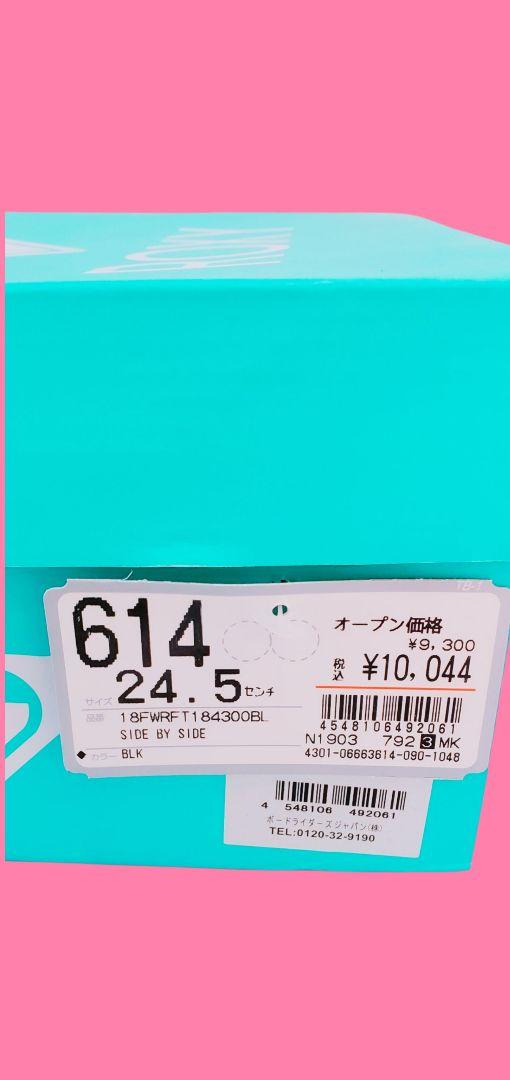 ROXY
614
サイズ 24.5センチ
品番 18FWRFT184300BL
SIDE BY SIDE
カラー BLK
オープン価格
¥9,300
税込 ¥10,044
4548106492061
N1903 792 3 MK
4301-06663614-090-1048
4 548106 492061
ボードライダーズジャパン(株)
TEL:0120-32-9190